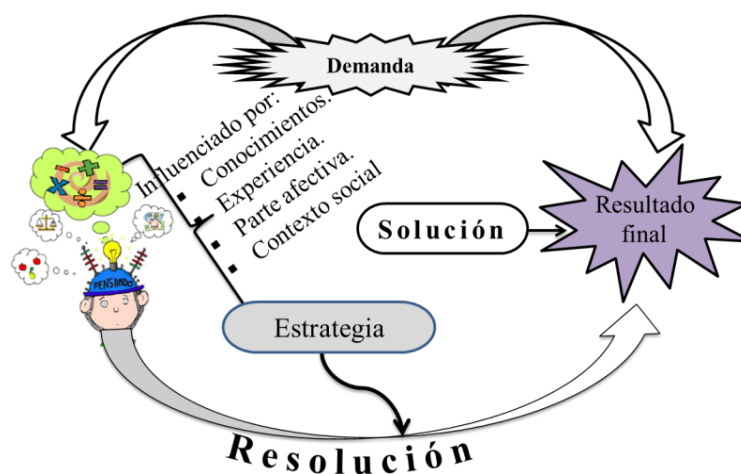 Demanda
Influenciado por:
▪ Conocimientos.
▪ Experiencia.
▪ Parte afectiva.
▪ Contexto social
PENSANDO
Solución
Resultado
final
Estrategia
Resolución